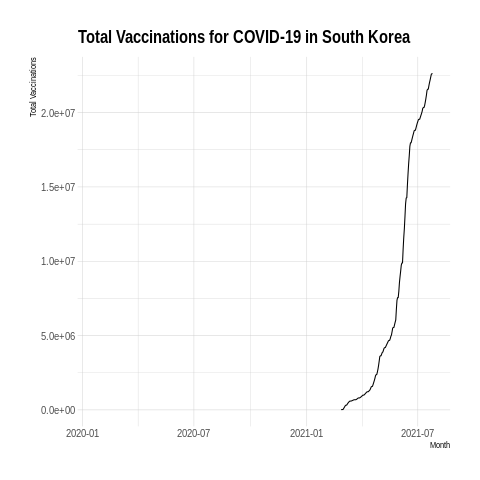 Total Vaccinations for COVID-19 in South Korea
Total Vaccinations
2.0e+07
1.5e+07
1.0e+07
5.0e+06
0.0e+00
2020-01 2020-07 2021-01 2021-07
Month